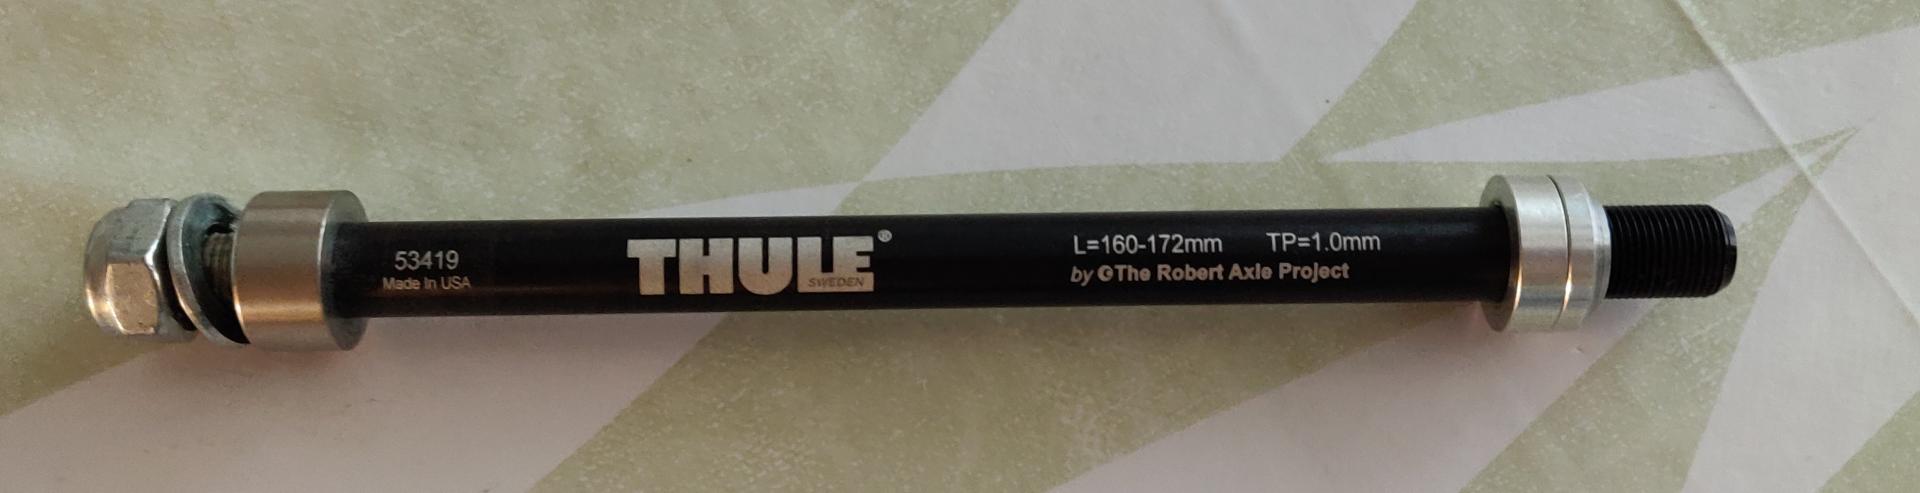 53419
Made In USA
THULE®
SWEDEN
L=160-172mm TP=1.0mm
by The Robert Axle Project